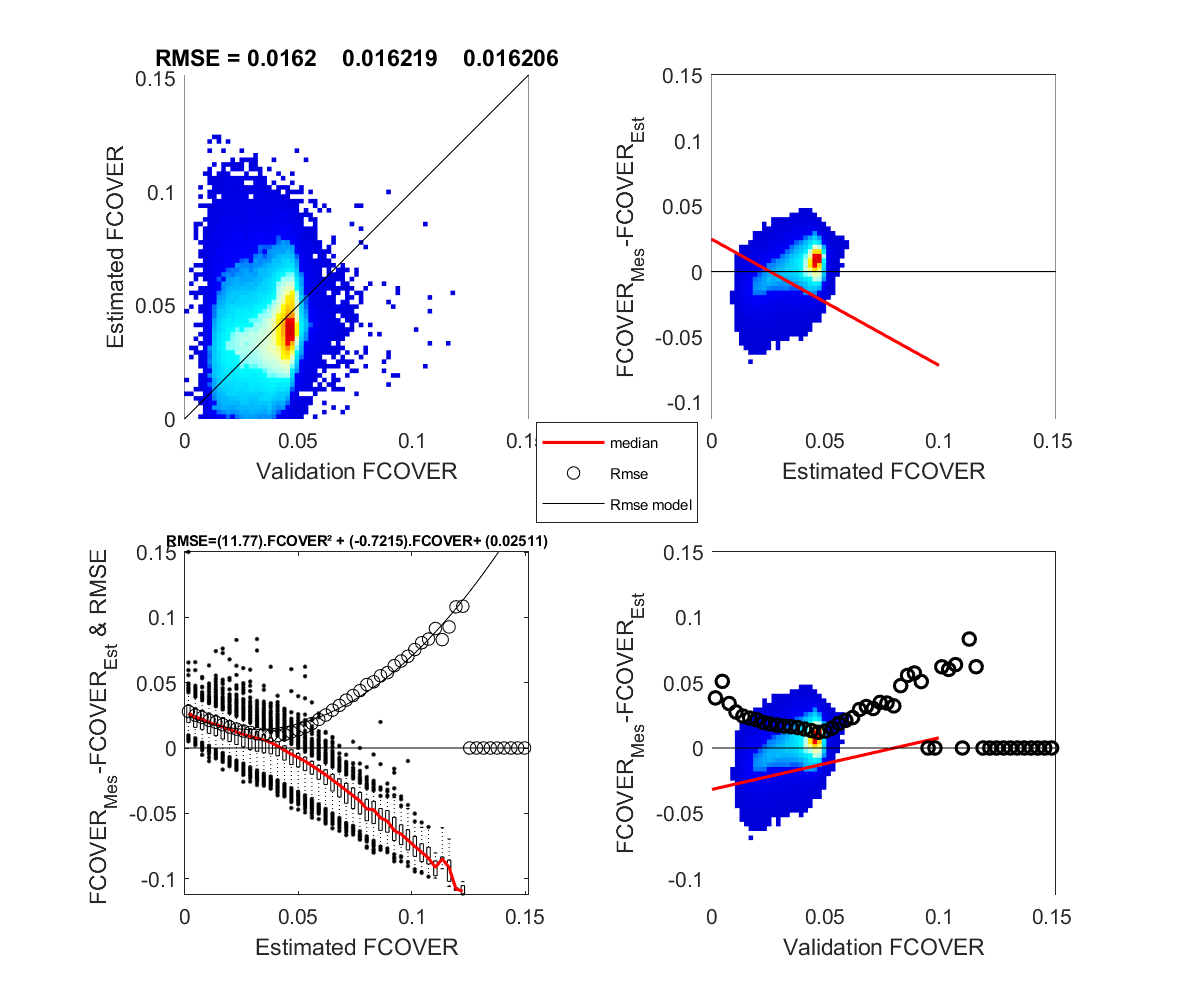 RMSE = 0.0162 0.016219 0.016206
0.15
0.1
0.05
0
Estimated FCOVER
0
0.05
0.1
0.15
Validation FCOVER
0.15
0.1
0.05
0
-0.05
-0.1
FCOVER_Mes-FCOVER_Est
0
0.05
0.1
0.15
Estimated FCOVER
median
Rmse
Rmse model
RMSE=(11.77).FCOVER² + (-0.7215).FCOVER+ (0.02511)
0.15
0.1
0.05
0
-0.05
-0.1
FCOVER_Mes-FCOVER_Est & RMSE
0
0.05
0.1
0.15
Estimated FCOVER
0.15
0.1
0.05
0
-0.05
-0.1
FCOVER_Mes-FCOVER_Est
0
0.05
0.1
0.15
Validation FCOVER